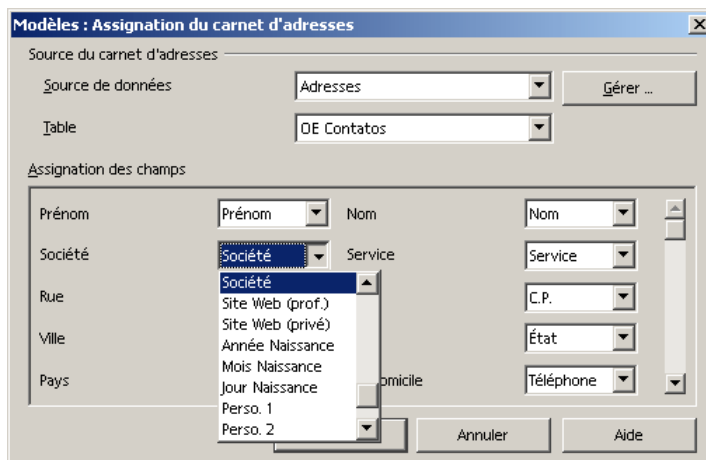 Modèles : Assignation du carnet d'adresses
Source du carnet d'adresses
Source de données Adresses Gérer ...
Table OE Contatos
Assignation des champs
Prénom Prénom Nom Nom
Société Société Service Service
Société
Rue Site Web (prof.) C.P.
Site Web (privé)
Ville Année Naissance État
Mois Naissance
Pays Jour Naissance omicile Téléphone
Perso. 1
Perso. 2 Annuler Aide